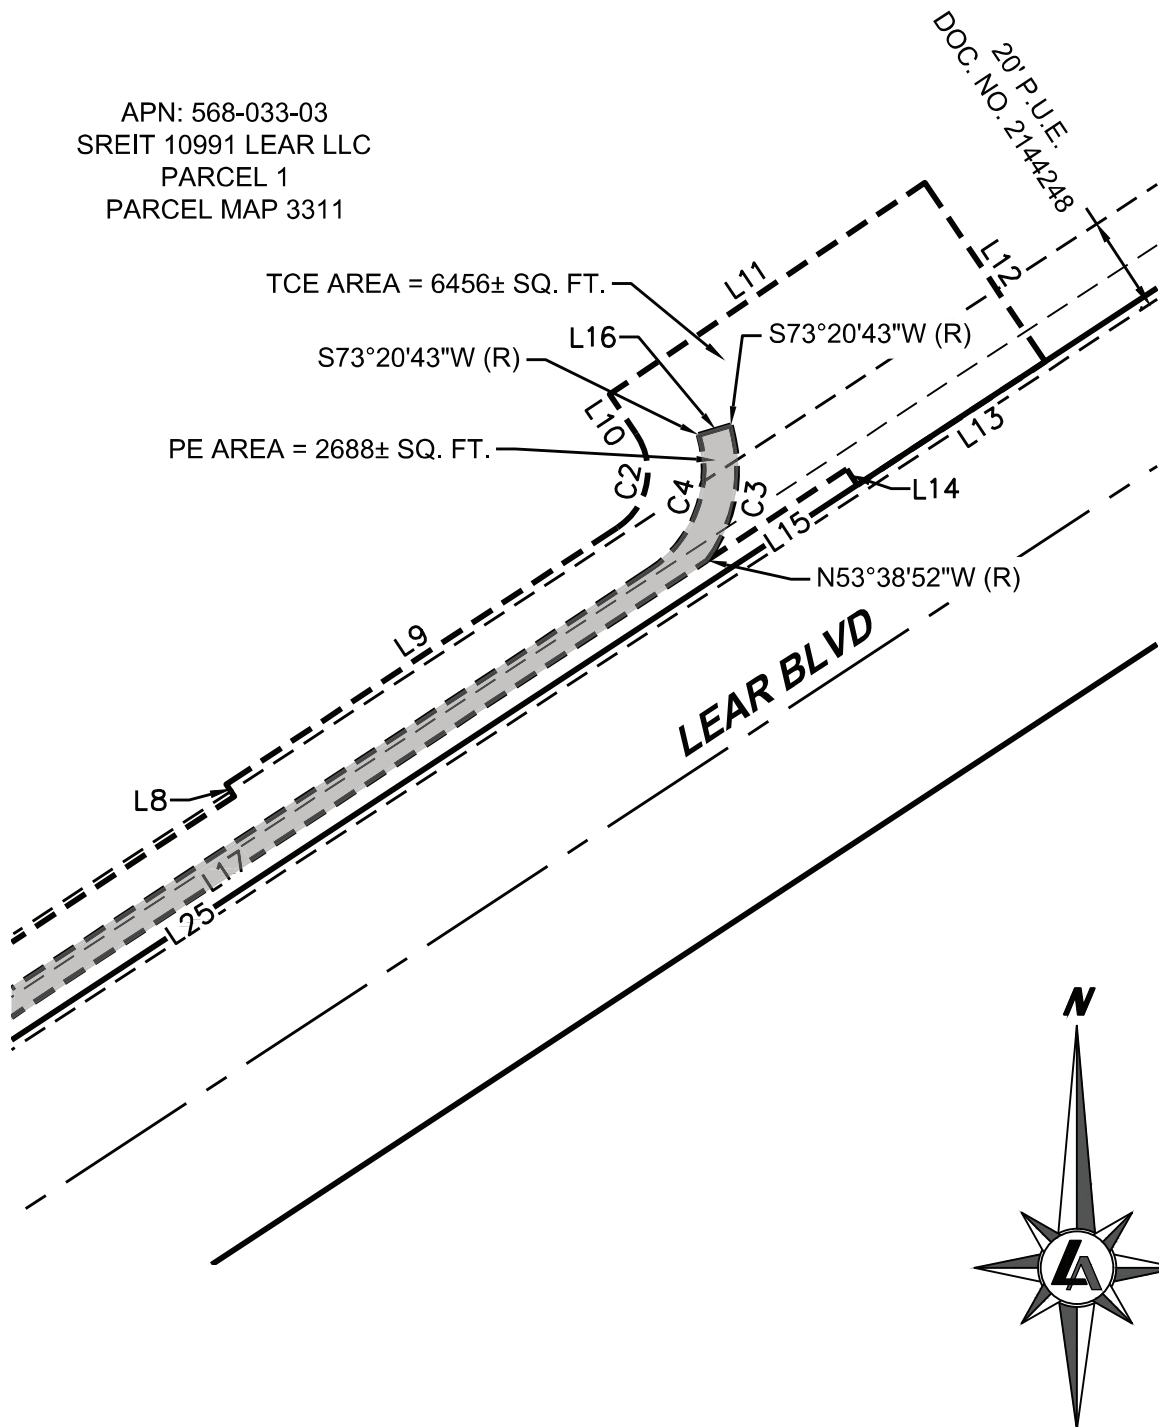 20' P.U.E.
DOC. NO. 2144248
APN: 568-033-03
SREIT 10991 LEAR LLC
PARCEL 1
PARCEL MAP 3311
L11
L12
TCE AREA = 6456± SQ. FT.
L16
S73°20'43"W (R)
S73°20'43"W (R)
L10
L13
PE AREA = 2688± SQ. FT.
C2
C4
C3
L14
L15
N53°38'52"W (R)
L9
LEAR BLVD
L8
L17
L25
N
LA